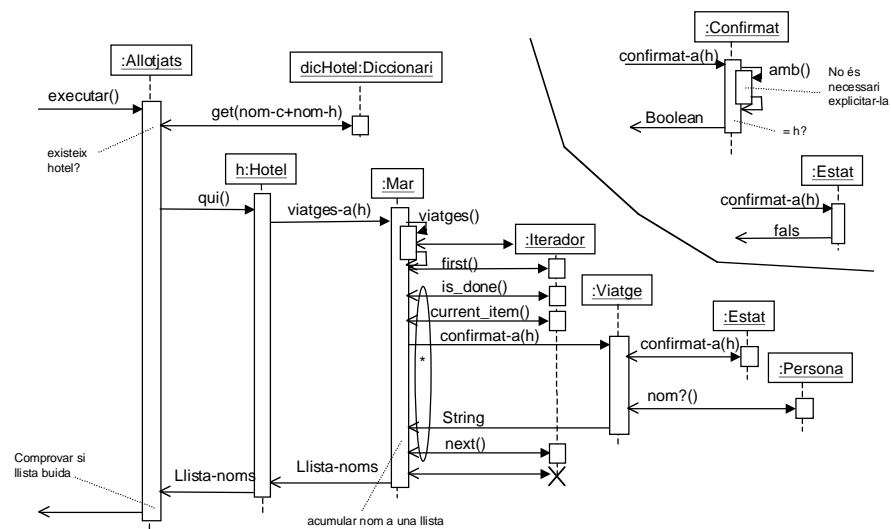 :Confirmat
confirmat-a(h)
amb()
No és
necessari
explicitar-la
Boolean
= h?
:Allotjats
dicHotel:Diccionari
executar()
get(nom-c+nom-h)
existeix
hotel?
:Estat
confirmat-a(h)
fals
h:Hotel
:Mar
qui()
viatges-a(h)
viatges()
:Iterador
first()
is_done()
:Viatge
current_item()
:Estat
confirmat-a(h)
confirmat-a(h)
*
:Persona
nom?()
String
next()
Comprovar si
llista buida
Llista-noms
Llista-noms
acumular nom a una llista